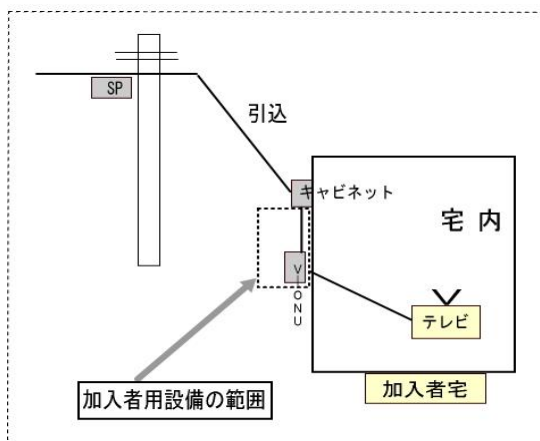 SP
引込
キャビネット
宅 内
V-ONU
テレビ
加入者用設備の範囲
加入者宅